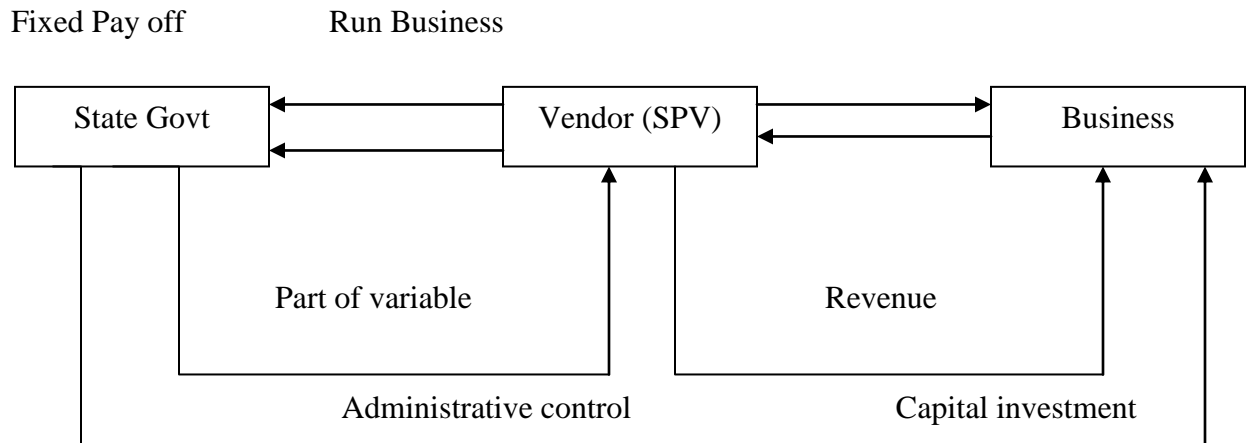 Fixed Pay off Run Business
State Govt Vendor (SPV) Business
Part of variable Revenue
Administrative control Capital investment